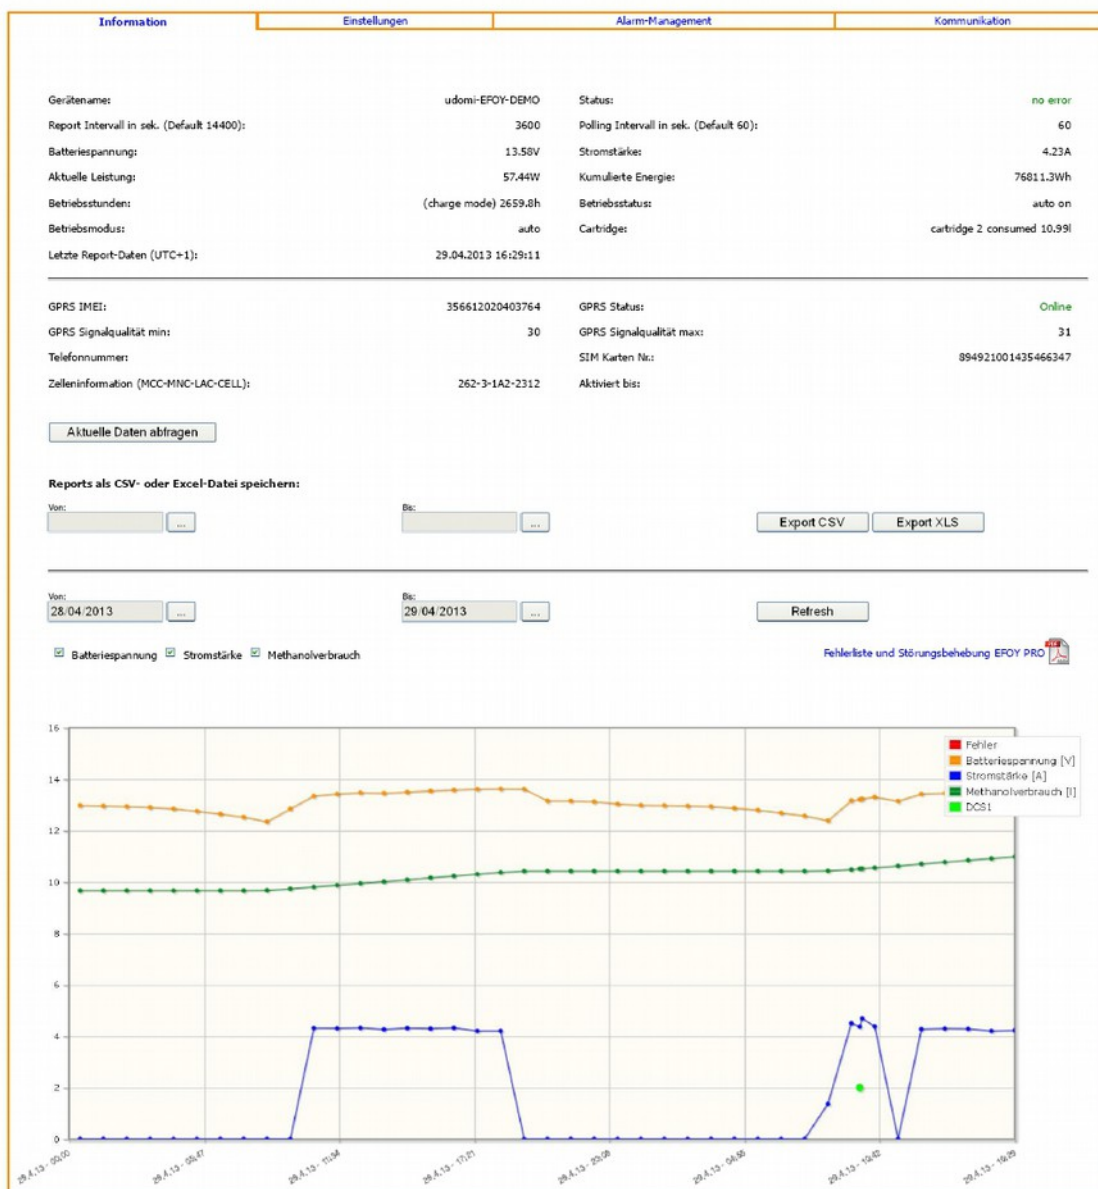 Information Einstellungen Alarm-Management Kommunikation
Gerätename: udomi-EFOY-DEMO Status: no error
Report Intervall in sek. (Default 14400): 3600 Polling Intervall in sek. (Default 60): 60
Batteriespannung: 13.58V Stromstärke: 4.23A
Aktuelle Leistung: 57.44W Kumulierte Energie: 76811.3Wh
Betriebsstunden: (charge mode) 2659.8h Betriebsstatus: auto on
Betriebsmodus: auto Cartridge: cartridge 2 consumed 10.99l
Letzte Report-Daten (UTC+1): 29.04.2013 16:29:11
GPRS IMEI: 356612020403764 GPRS Status: Online
GPRS Signalqualität min: 30 GPRS Signalqualität max: 31
Telefonnummer: SIM Karten Nr.: 894921001435466347
Zelleninformation (MCC-MNC-LAC-CELL): 262-3-1A2-2312 Aktiviert bis:
Aktuelle Daten abfragen
Reports als CSV- oder Excel-Datei speichern:
Von: Bis:
... ... Export CSV Export XLS
Von: Bis:
28/04/2013 ... 29/04/2013 ... Refresh
Batteriespannung Stromstärke Methanolverbrauch Fehlerliste und Störungsbehebung EFOY PRO
16
Fehler
Batteriespannung [V]
Stromstärke [A]
Methanolverbrauch [l]
DCS1
14
12
10
8
6
4
2
0